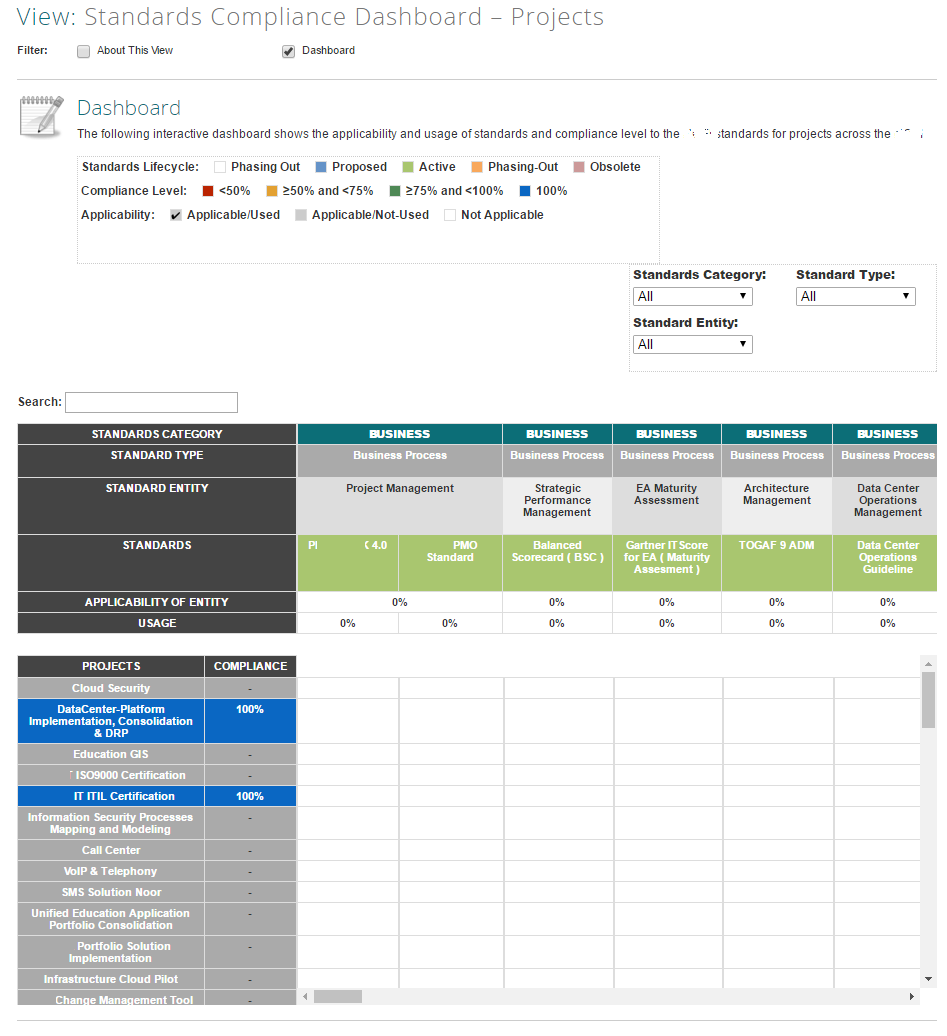 View: Standards Compliance Dashboard – Projects
Filter: About This View Dashboard
Dashboard
The following interactive dashboard shows the applicability and usage of standards and compliance level to the standards for projects across the
Standards Lifecycle: Phasing Out Proposed Active Phasing-Out Obsolete
Compliance Level: <50% ≥50% and <75% ≥75% and <100% 100%
Applicability: Applicable/Used Applicable/Not-Used Not Applicable
Standards Category: Standard Type:
All All
Standard Entity:
All
Search:
STANDARDS CATEGORY BUSINESS BUSINESS BUSINESS BUSINESS BUSINESS
STANDARD TYPE Business Process Business Process Business Process Business Process Business Process
STANDARD ENTITY Project Management Strategic EA Maturity Architecture Data Center
Performance Assessment Management Operations
Management Management
STANDARDS 4.0 PMO Balanced Gartner IT Score TOGAF 9 ADM Data Center
Standard Scorecard ( BSC ) for EA ( Maturity Operations
Assesment ) Guideline
APPLICABILITY OF ENTITY 0% 0% 0% 0% 0%
USAGE 0% 0% 0% 0% 0% 0%
PROJECTS COMPLIANCE
Cloud Security -
DataCenter-Platform 100%
Implementation, Consolidation
& DRP
Education GIS -
ISO9000 Certification -
IT ITIL Certification 100%
Information Security Processes -
Mapping and Modeling
Call Center -
VoIP & Telephony -
SMS Solution Noor -
Unified Education Application -
Portfolio Consolidation
Portfolio Solution -
Implementation
Infrastructure Cloud Pilot -
Change Management Tool -